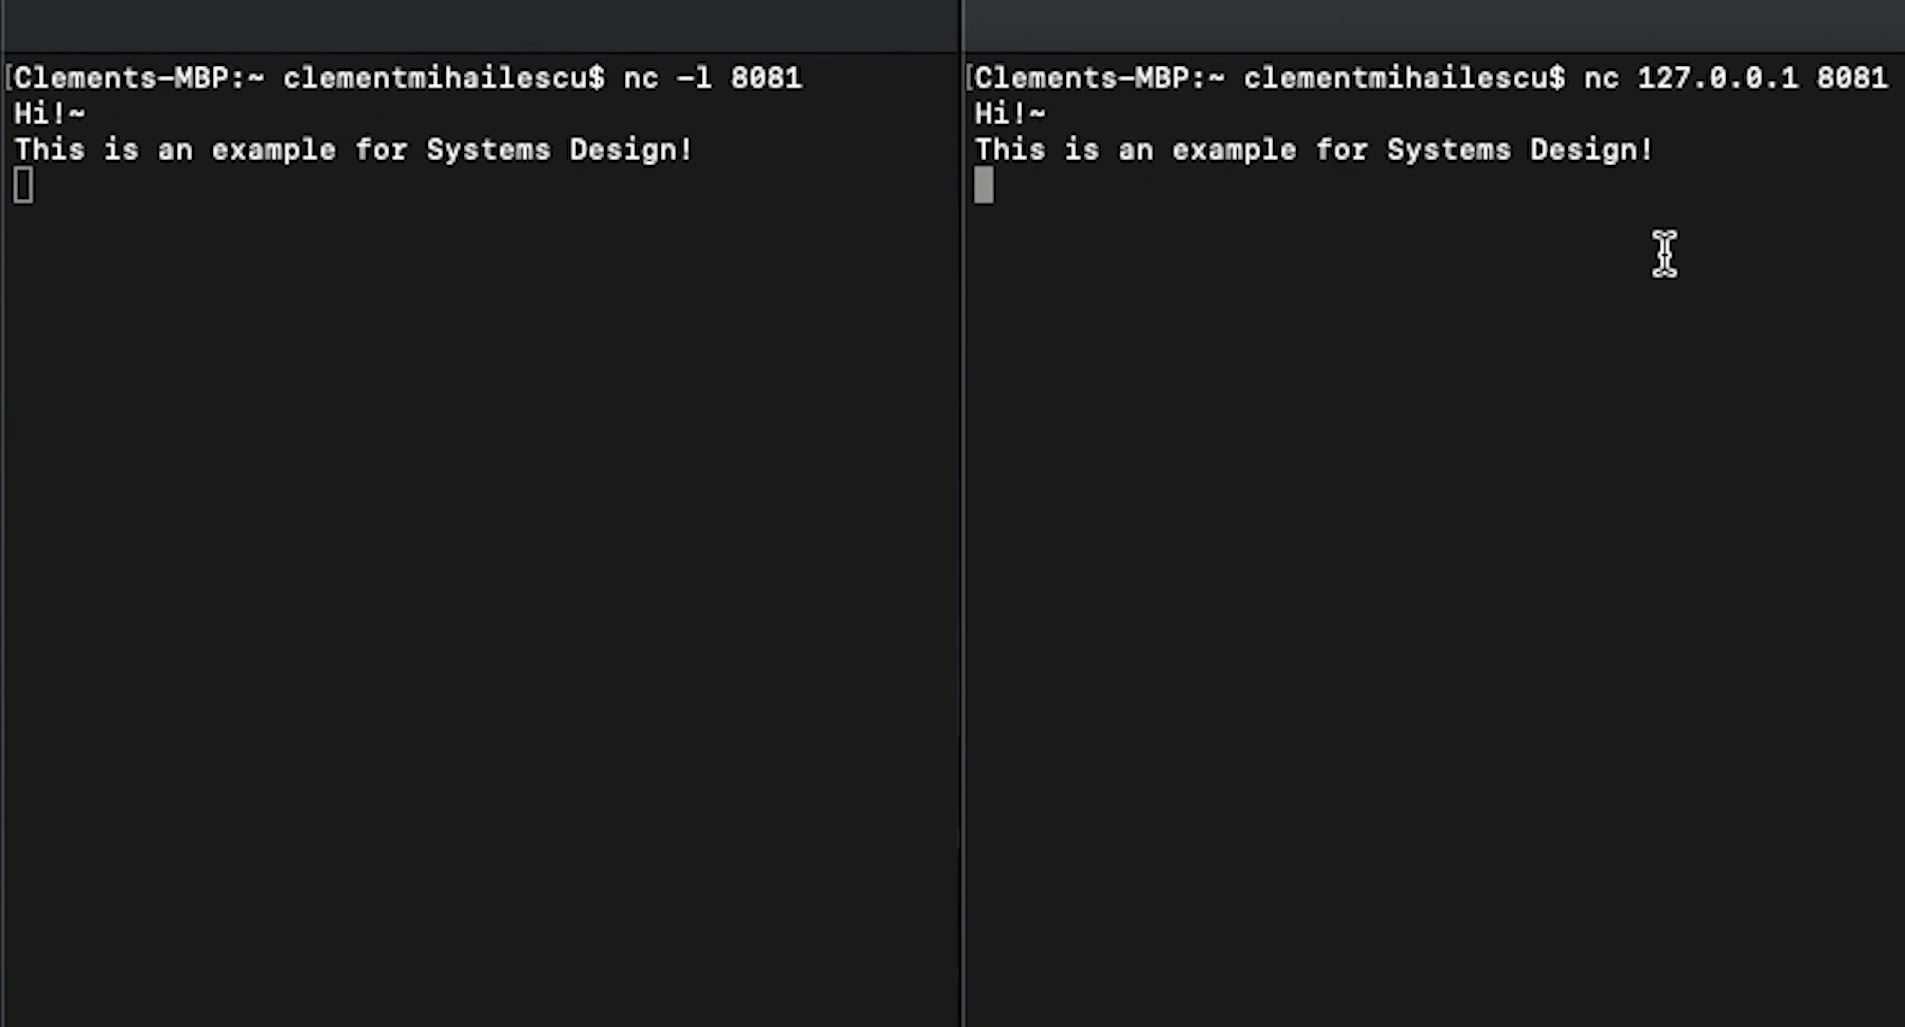 [Clements-MBP:~ clementmihailescu$ nc -l 8081
Hi!~
This is an example for Systems Design!
[Clements-MBP:~ clementmihailescu$ nc 127.0.0.1 8081
Hi!~
This is an example for Systems Design!